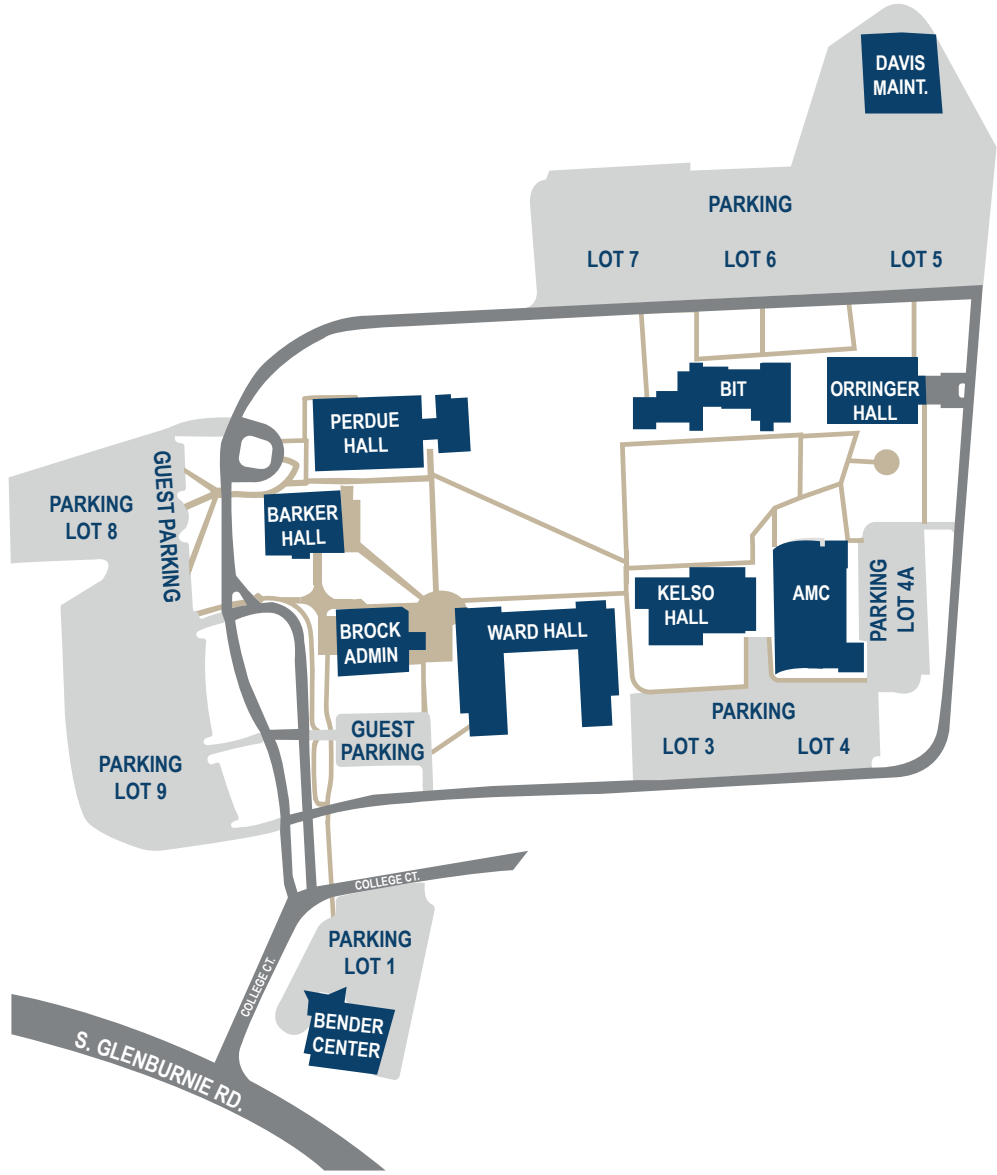 DAVIS
MAINT.
PARKING
LOT 7
LOT 6
LOT 5
BIT
ORRINGER
HALL
PERDUE
HALL
GUEST PARKING
PARKING
LOT 8
BARKER
HALL
PARKING
LOT 4A
KELSO
HALL
AMC
BROCK
ADMIN
WARD HALL
PARKING
LOT 3
LOT 4
GUEST
PARKING
PARKING
LOT 9
COLLEGE CT.
PARKING
LOT 1
COLLEGE CT.
BENDER
CENTER
S. GLENBURNIE RD.